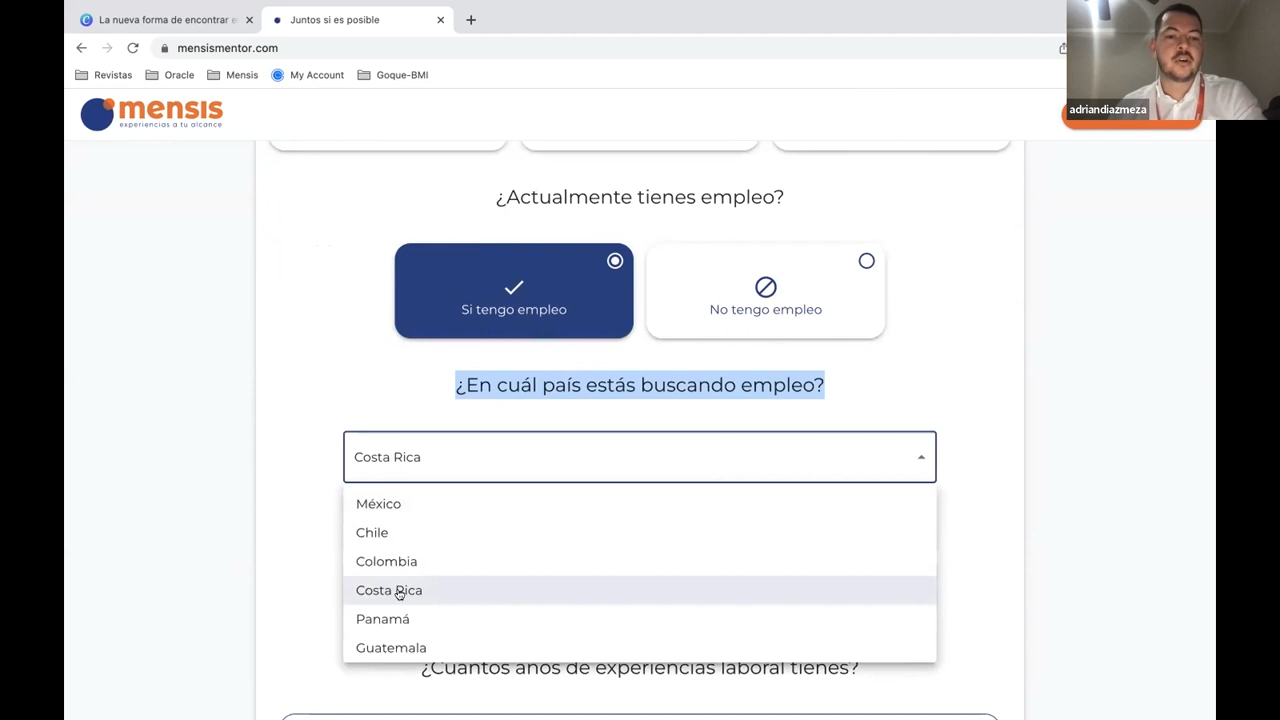 La nueva forma de encontrar e
Juntos si es posible
mensismentor.com
Revistas
Oracle
Mensis
My Account
Goque-BMI
adriandiazmeza
mensis
experiencias a tu alcance
¿Actualmente tienes empleo?
Si tengo empleo
No tengo empleo
¿En cuál país estás buscando empleo?
Costa Rica
México
Chile
Colombia
Costa Rica
Panamá
Guatemala
¿Cuántos años de experiencias laboral tienes?